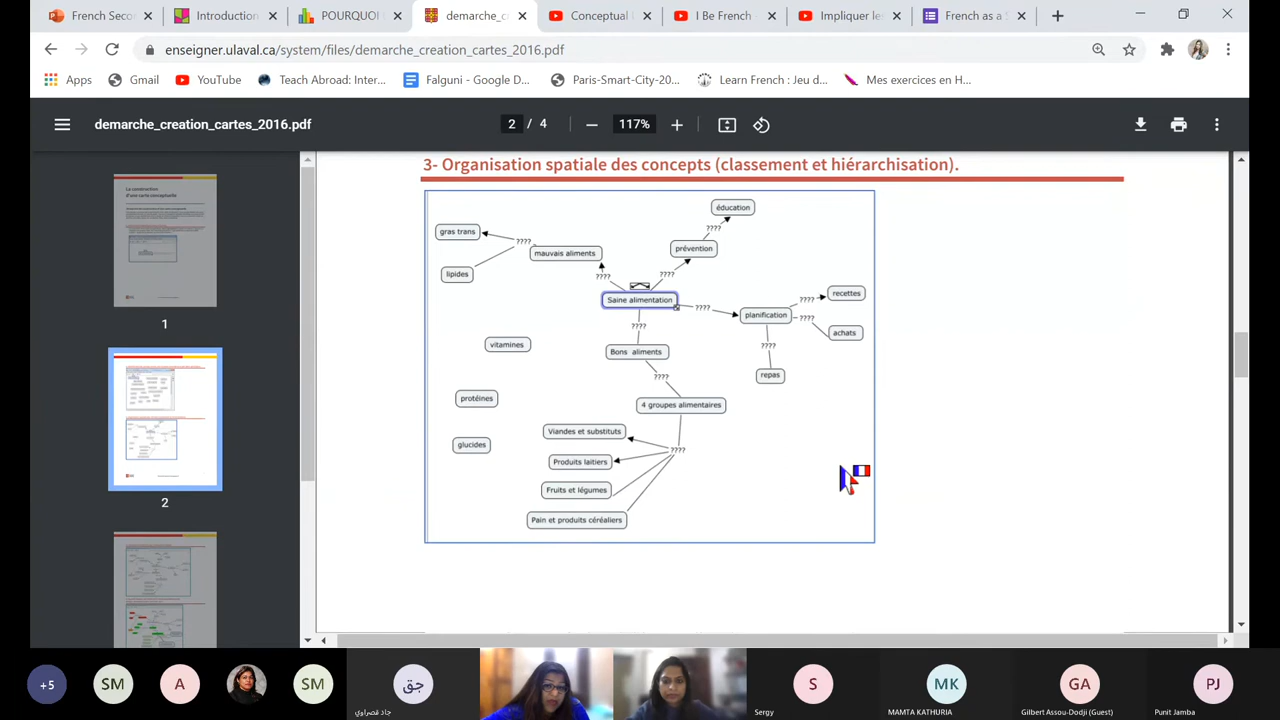 French Secon
Introduction
POURQUOI
demarche_c
Conceptual
I Be French
Impliquer le
French as a S
enseigner.ulaval.ca/system/files/demarche_creation_cartes_2016.pdf
Apps
Gmail
YouTube
Teach Abroad: Inter...
Falguni - Google D...
Paris-Smart-City-20...
Learn French : Jeu d...
Mes exercices en H...
demarche_creation_cartes_2016.pdf
2 / 4
117%
3- Organisation spatiale des concepts (classement et hiérarchisation).
éducation
gras trans
????
????
prévention
mauvais aliments
lipides
????
????
recettes
Saine alimentation
????
????
planification
????
????
achats
vitamines
????
Bons aliments
repas
????
protéines
4 groupes alimentaires
Viandes et substituts
glucides
????
Produits laitiers
Fruits et légumes
Pain et produits céréaliers
1
2
+5
SM
A
SM
جق
S
MK
GA
PJ
جاد قصراوي
Sergy
MAMTA KATHURIA
Gilbert Assou-Dodji (Guest)
Punit Jamba